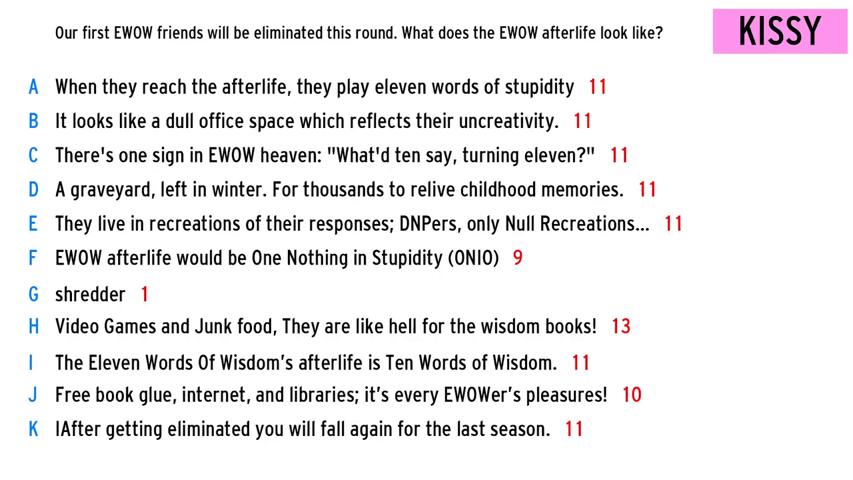 Our first EWOW friends will be eliminated this round. What does the EWOW afterlife look like?
KISSY
A When they reach the afterlife, they play eleven words of stupidity 11
B It looks like a dull office space which reflects their uncreativity. 11
C There's one sign in EWOW heaven: "What'd ten say, turning eleven?" 11
D A graveyard, left in winter. For thousands to relive childhood memories. 11
E They live in recreations of their responses; DNPers, only Null Recreations... 11
F EWOW afterlife would be One Nothing in Stupidity (ONIO) 9
G shredder 1
H Video Games and Junk food, They are like hell for the wisdom books! 13
I The Eleven Words Of Wisdom’s afterlife is Ten Words of Wisdom. 11
J Free book glue, internet, and libraries; it’s every EWOWer’s pleasures! 10
K lAfter getting eliminated you will fall again for the last season. 11